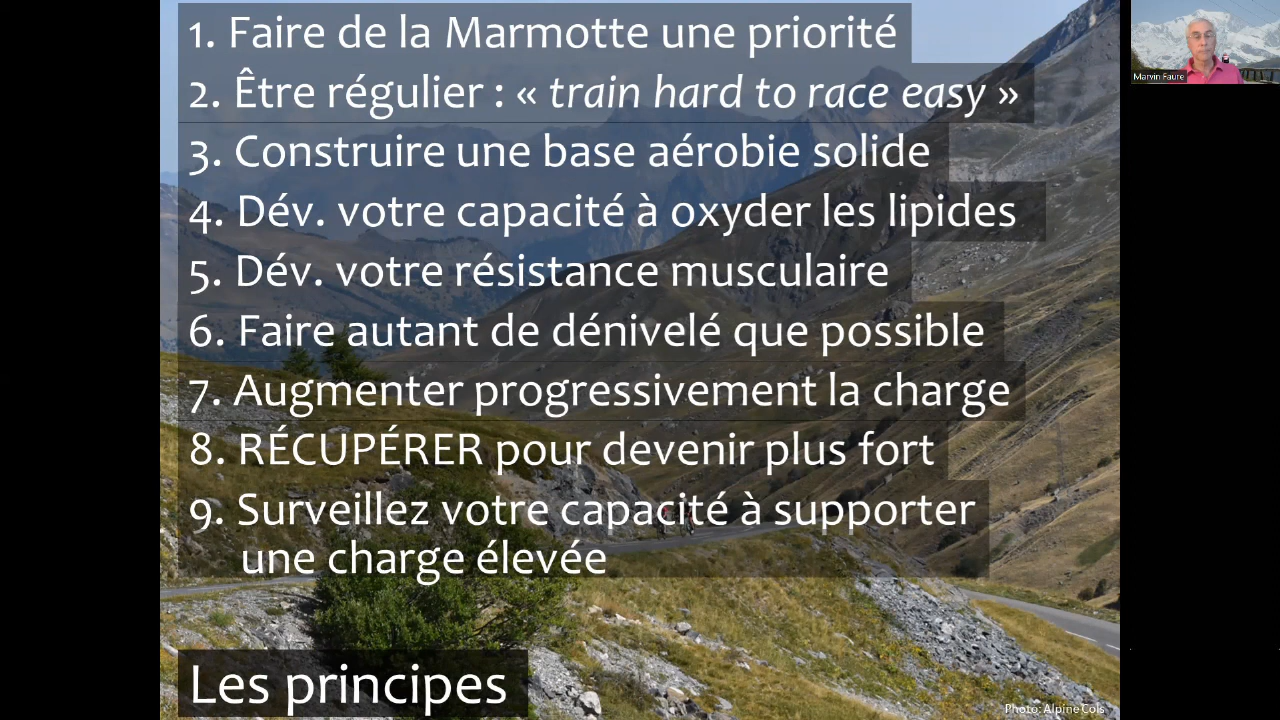 1. Faire de la Marmotte une priorité
2. Être régulier : « train hard to race easy »
3. Construire une base aérobie solide
4. Dév. votre capacité à oxyder les lipides
5. Dév. votre résistance musculaire
6. Faire autant de dénivelé que possible
7. Augmenter progressivement la charge
8. RÉCUPÉRER pour devenir plus fort
9. Surveillez votre capacité à supporter
une charge élevée
Les principes
Photo: Alpine Cols
Marvin Faure